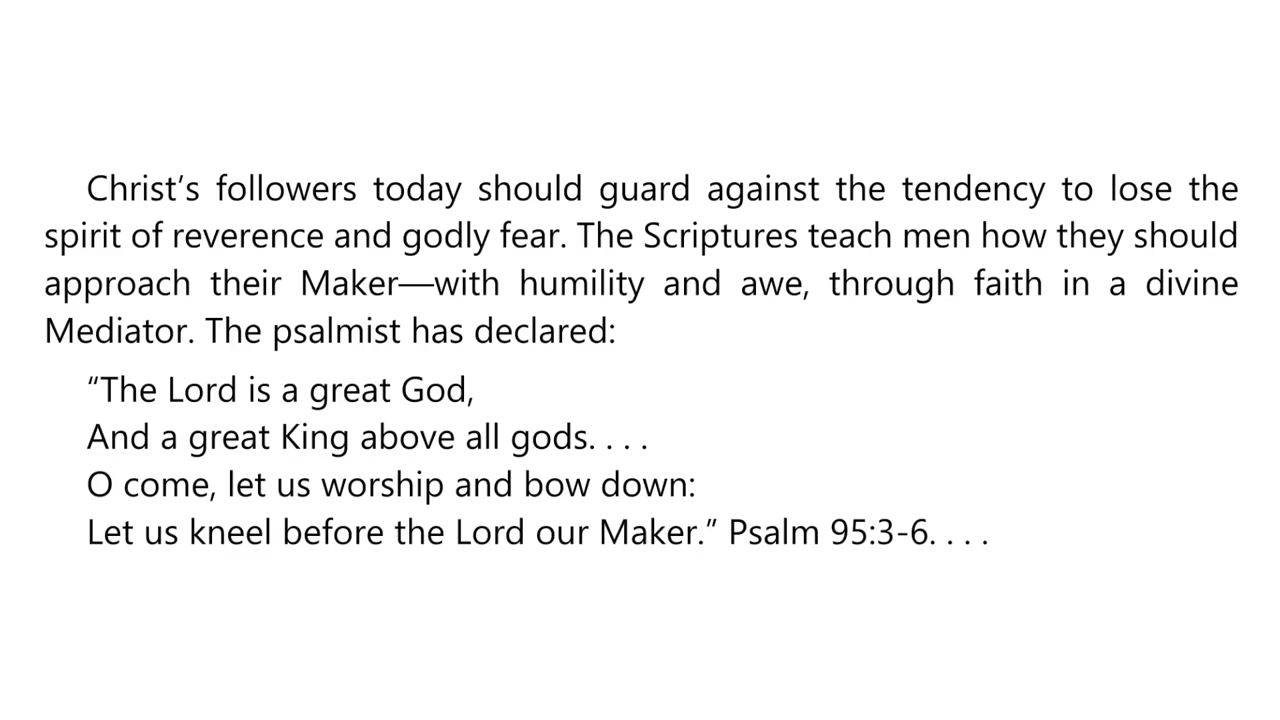 Christ’s followers today should guard against the tendency to lose the
spirit of reverence and godly fear. The Scriptures teach men how they should
approach their Maker—with humility and awe, through faith in a divine
Mediator. The psalmist has declared:
“The Lord is a great God,
And a great King above all gods. . . .
O come, let us worship and bow down:
Let us kneel before the Lord our Maker.” Psalm 95:3-6. . . .